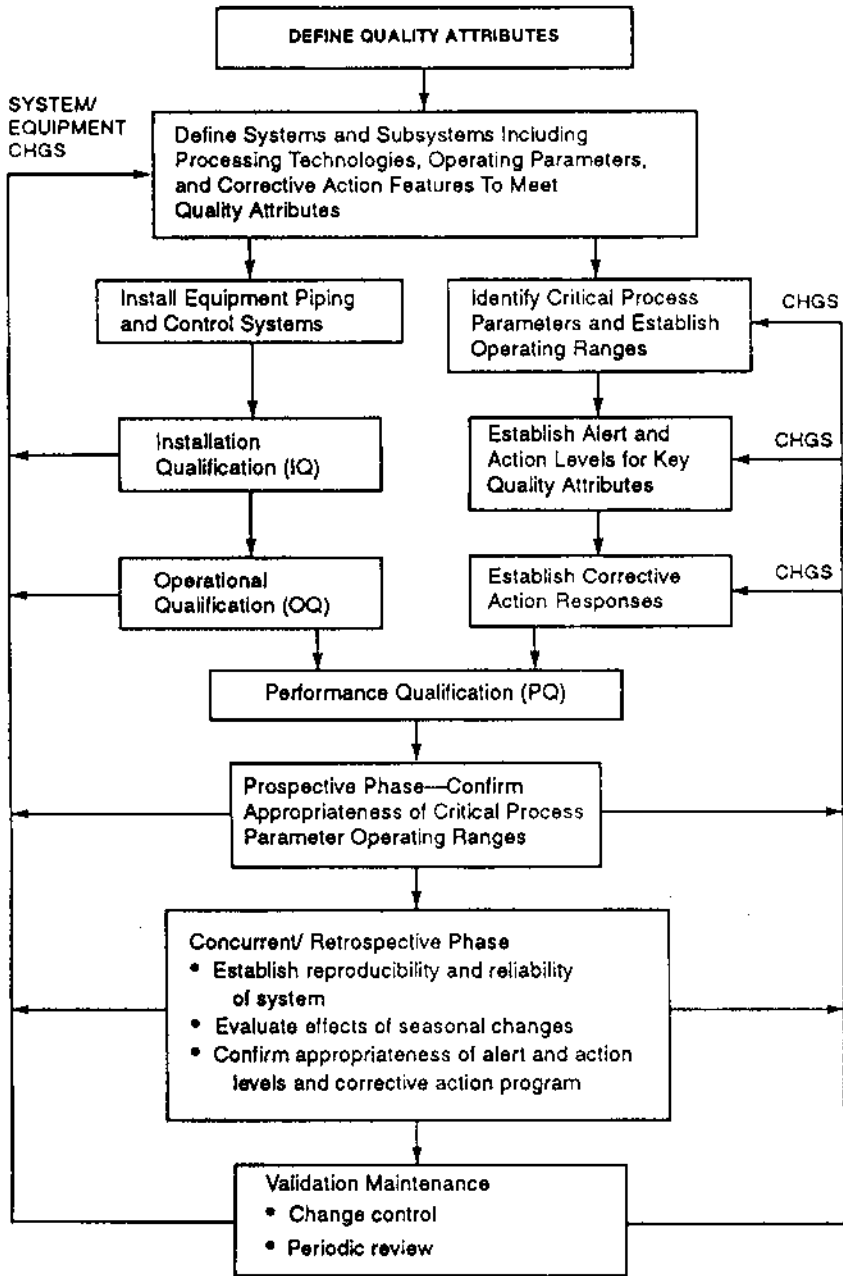 DEFINE QUALITY ATTRIBUTES
SYSTEM/
EQUIPMENT
CHGS
Define Systems and Subsystems Including
Processing Technologies, Operating Parameters,
and Corrective Action Features To Meet
Quality Attributes
Install Equipment Piping
and Control Systems
Identify Critical Process
Parameters and Establish
Operating Ranges
CHGS
Installation
Qualification (IQ)
Establish Alert and
Action Levels for Key
Quality Attributes
CHGS
Operational
Qualification (OQ)
Establish Corrective
Action Responses
CHGS
Performance Qualification (PQ)
Prospective Phase—Confirm
Appropriateness of Critical Process
Parameter Operating Ranges
Concurrent/ Retrospective Phase
• Establish reproducibility and reliability
of system
• Evaluate effects of seasonal changes
• Confirm appropriateness of alert and action
levels and corrective action program
Validation Maintenance
• Change control
• Periodic review